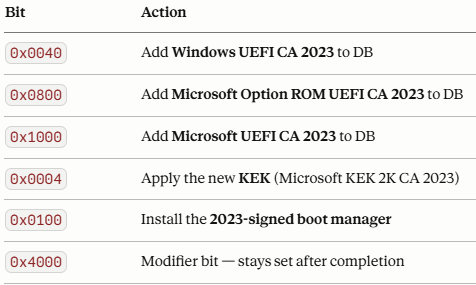 Bit Action
0x0040 Add Windows UEFI CA 2023 to DB
0x0800 Add Microsoft Option ROM UEFI CA 2023 to DB
0x1000 Add Microsoft UEFI CA 2023 to DB
0x0004 Apply the new KEK (Microsoft KEK 2K CA 2023)
0x0100 Install the 2023-signed boot manager
0x4000 Modifier bit — stays set after completion